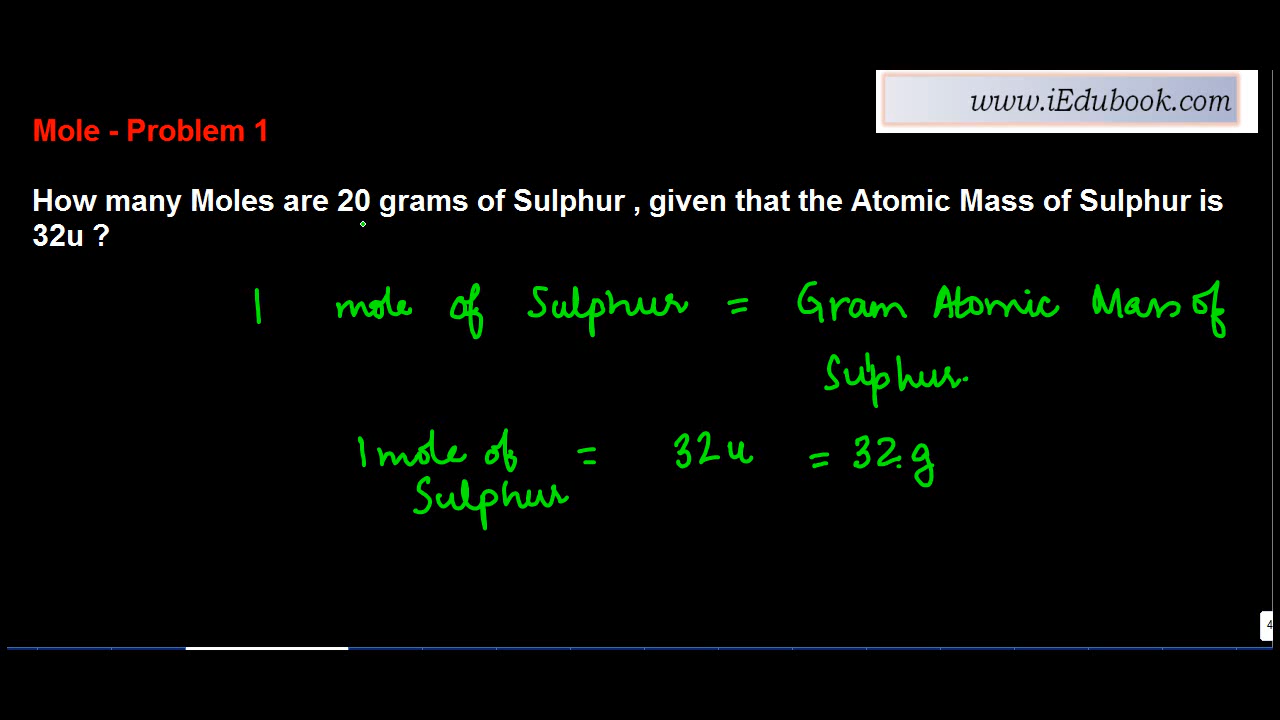 www.iEdubook.com
Mole - Problem 1
How many Moles are 20 grams of Sulphur , given that the Atomic Mass of Sulphur is
32u ?
1 mole of Sulphur = Gram Atomic Mass of
Sulphur.
1 mole of = 32u = 32.g
Sulphur
4